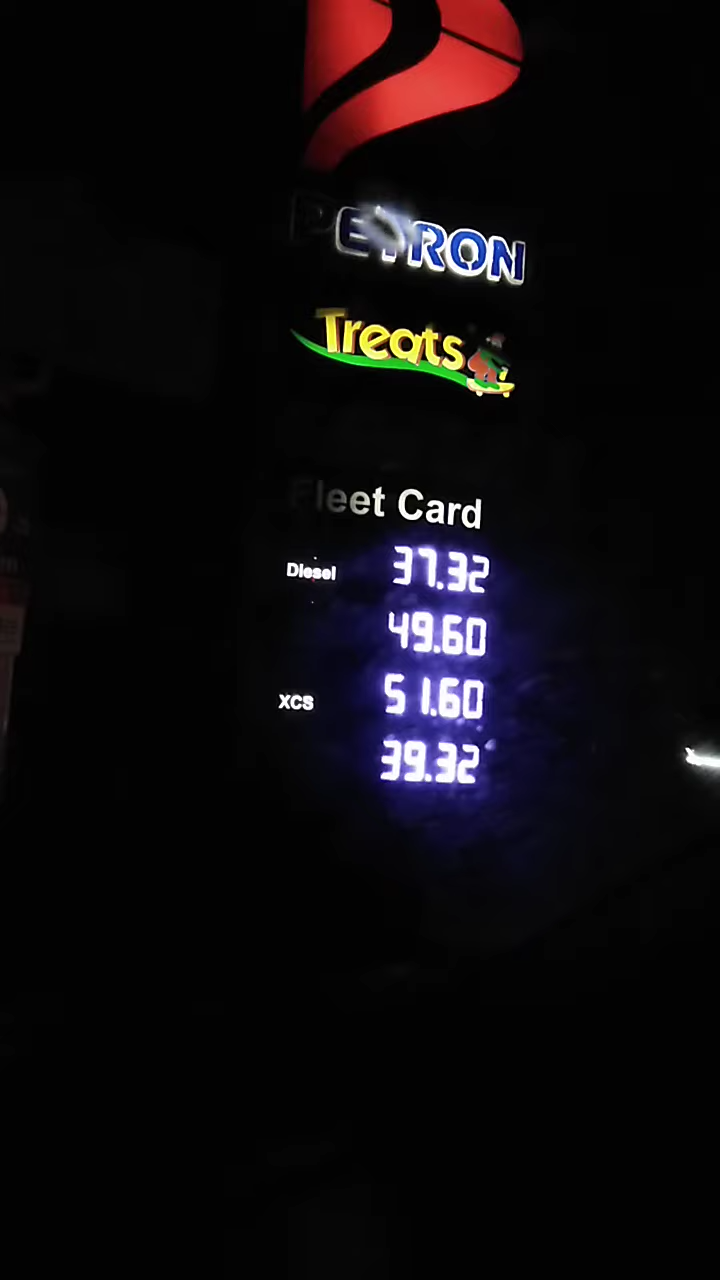 PETRON
Treats
Fleet Card
Diesel 37.32
49.60
XCS 51.60
39.32